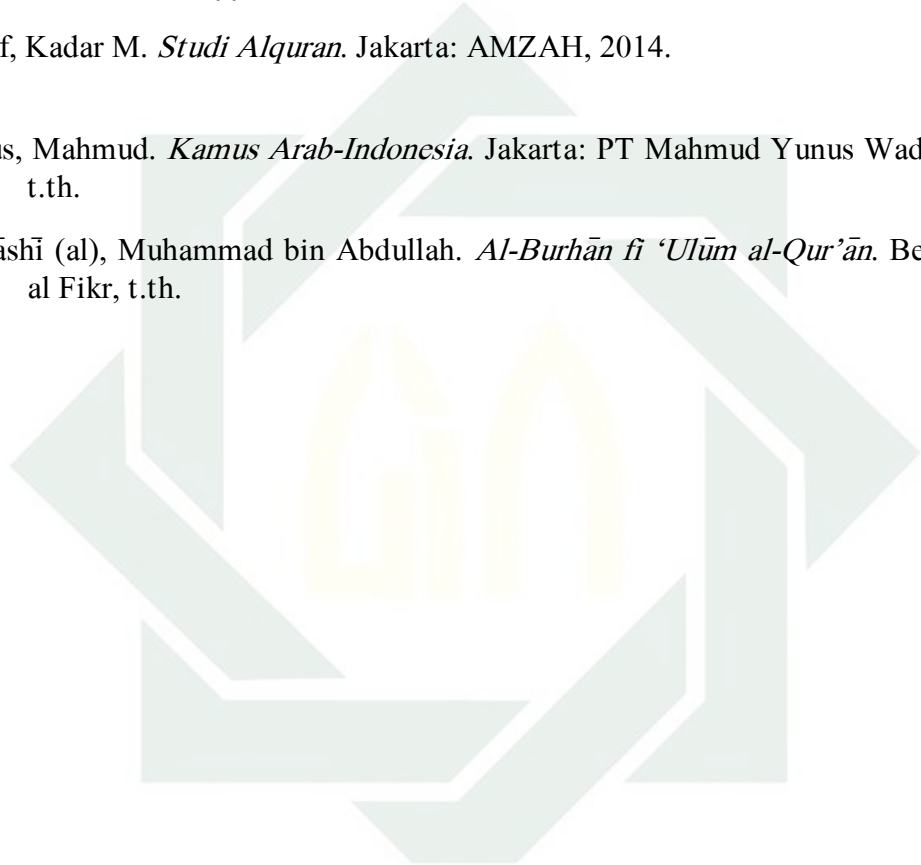 f, Kadar M. Studi Alquran. Jakarta: AMZAH, 2014.
us, Mahmud. Kamus Arab-Indonesia. Jakarta: PT Mahmud Yunus Wad
t.th.
āshī (al), Muhammad bin Abdullah. Al-Burhān fi ‘Ulūm al-Qur’ān. Be
al Fikr, t.th.